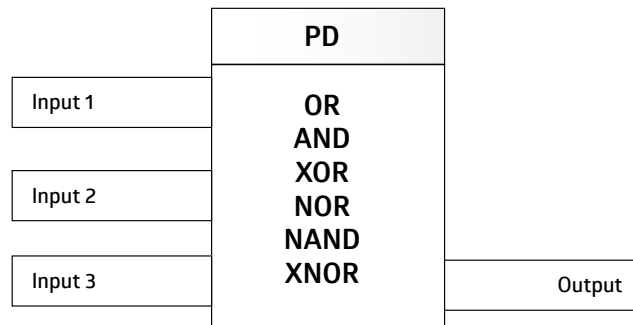 PD
Input 1
Input 2
Input 3
OR
AND
XOR
NOR
NAND
XNOR
Output